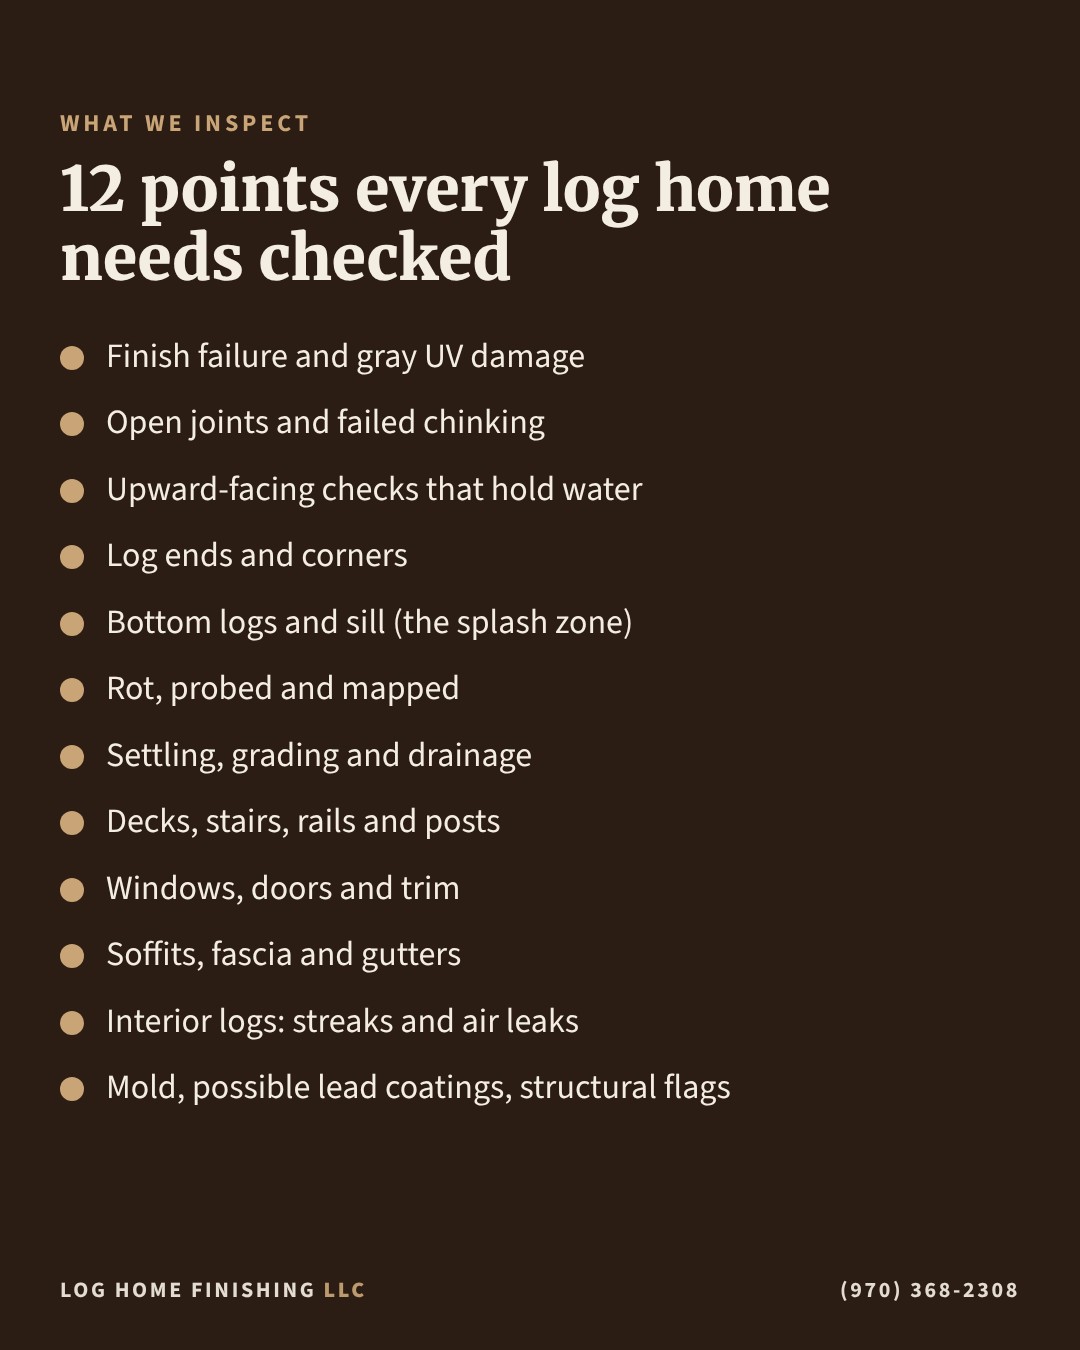 WHAT WE INSPECT
12 points every log home
needs checked
Finish failure and gray UV damage
Open joints and failed chinking
Upward-facing checks that hold water
Log ends and corners
Bottom logs and sill (the splash zone)
Rot, probed and mapped
Settling, grading and drainage
Decks, stairs, rails and posts
Windows, doors and trim
Soffits, fascia and gutters
Interior logs: streaks and air leaks
Mold, possible lead coatings, structural flags
LOG HOME FINISHING LLC
(970) 368-2308